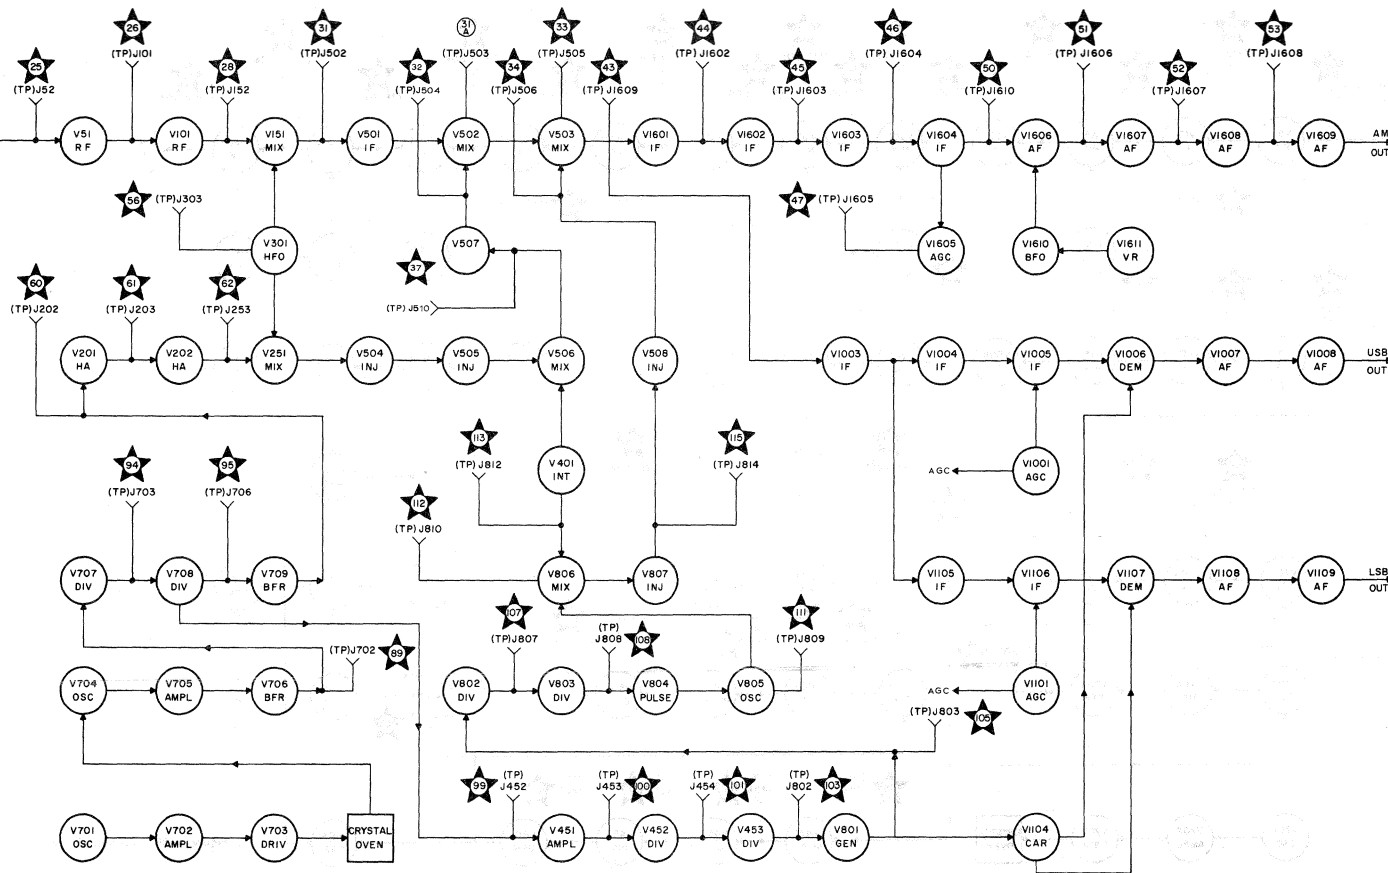 26
(TP)J101
31
(TP)J502
31 A
(TP)J503
33
(TP)J505
44
(TP)J1602
46
(TP)J1604
51
(TP)J1606
53
(TP)J1608
25
(TP)J52
28
(TP)J152
32
(TP)J504
34
(TP)J506
43
(TP)J1609
45
(TP)J1603
50
(TP)J1610
52
(TP)J1607
V51 RF
V101 RF
V151 MIX
V501 IF
V502 MIX
V503 MIX
V1601 IF
V1602 IF
V1603 IF
V1604 IF
V1606 AF
V1607 AF
V1608 AF
V1609 AF
AM OUT
56
(TP)J303
47
(TP)J1605
V301 HFO
V507
V1605 AGC
V1610 BFO
V1611 VR
37
(TP)J510
60
(TP)J202
61
(TP)J203
62
(TP)J253
V201 HA
V202 HA
V251 MIX
V504 INJ
V505 INJ
V506 MIX
V508 INJ
V1003 IF
V1004 IF
V1005 IF
V1006 DEM
V1007 AF
V1008 AF
USB OUT
94
(TP)J703
95
(TP)J706
113
(TP)J812
115
(TP)J814
V401 INT
AGC
V1001 AGC
112
(TP)J810
V707 DIV
V708 DIV
V709 BFR
V806 MIX
V807 INJ
V1105 IF
V1106 IF
V1107 DEM
V1108 AF
V1109 AF
LSB OUT
(TP)J702
89
107
(TP)J807
(TP) J808
108
111
(TP)J809
V704 OSC
V705 AMPL
V706 BFR
V802 DIV
V803 DIV
V804 PULSE
V805 OSC
AGC
V1101 AGC
(TP)J803
105
99
(TP) J452
(TP) J453
100
(TP) J454
101
(TP) J802
103
V701 OSC
V702 AMPL
V703 DRIV
CRYSTAL OVEN
V451 AMPL
V452 DIV
V453 DIV
V801 GEN
V1104 CAR